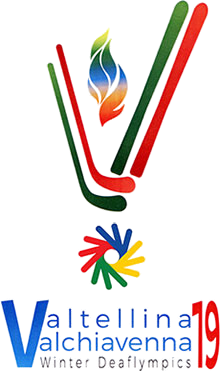 Valtellina
Valchiavenna 19
Winter Deaflympics